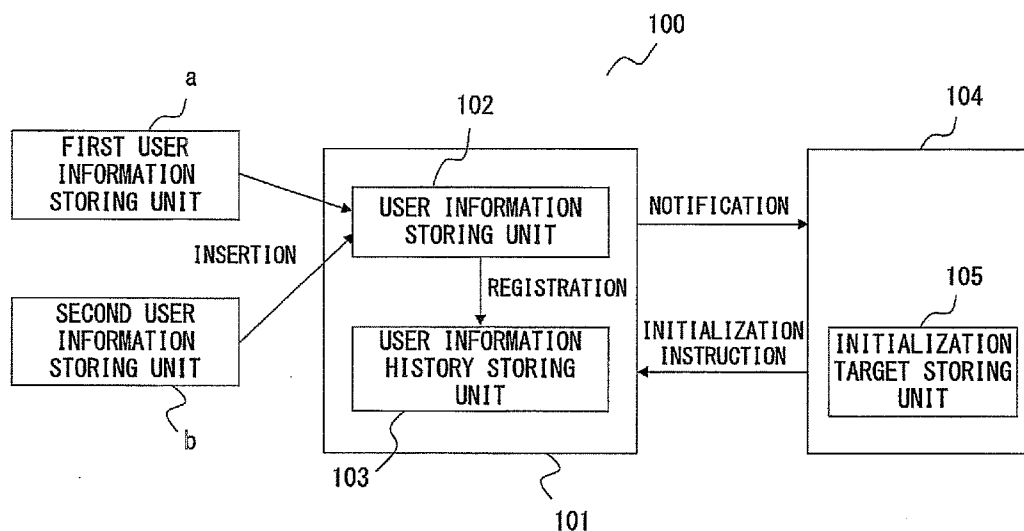 100
a
102
104
FIRST USER
INFORMATION
STORING UNIT
USER INFORMATION
STORING UNIT
NOTIFICATION
INSERTION
REGISTRATION
105
SECOND USER
INFORMATION
STORING UNIT
USER INFORMATION
HISTORY STORING
UNIT
INITIALIZATION
INSTRUCTION
INITIALIZATION
TARGET STORING
UNIT
b
103
101